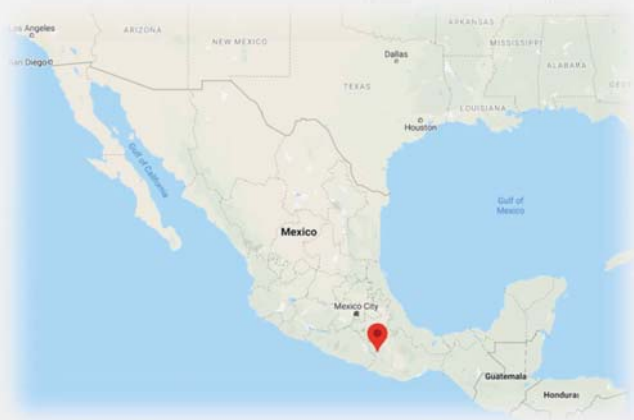 Los Angeles
ARIZONA
NEW MEXICO
ARKANSAS
MISSISSIPPI
San Diego
Dallas
ALABAMA
TEXAS
LOUISIANA
Houston
Gulf of
California
Gulf of
Mexico
Mexico
Mexico City
Guatemala
Honduras